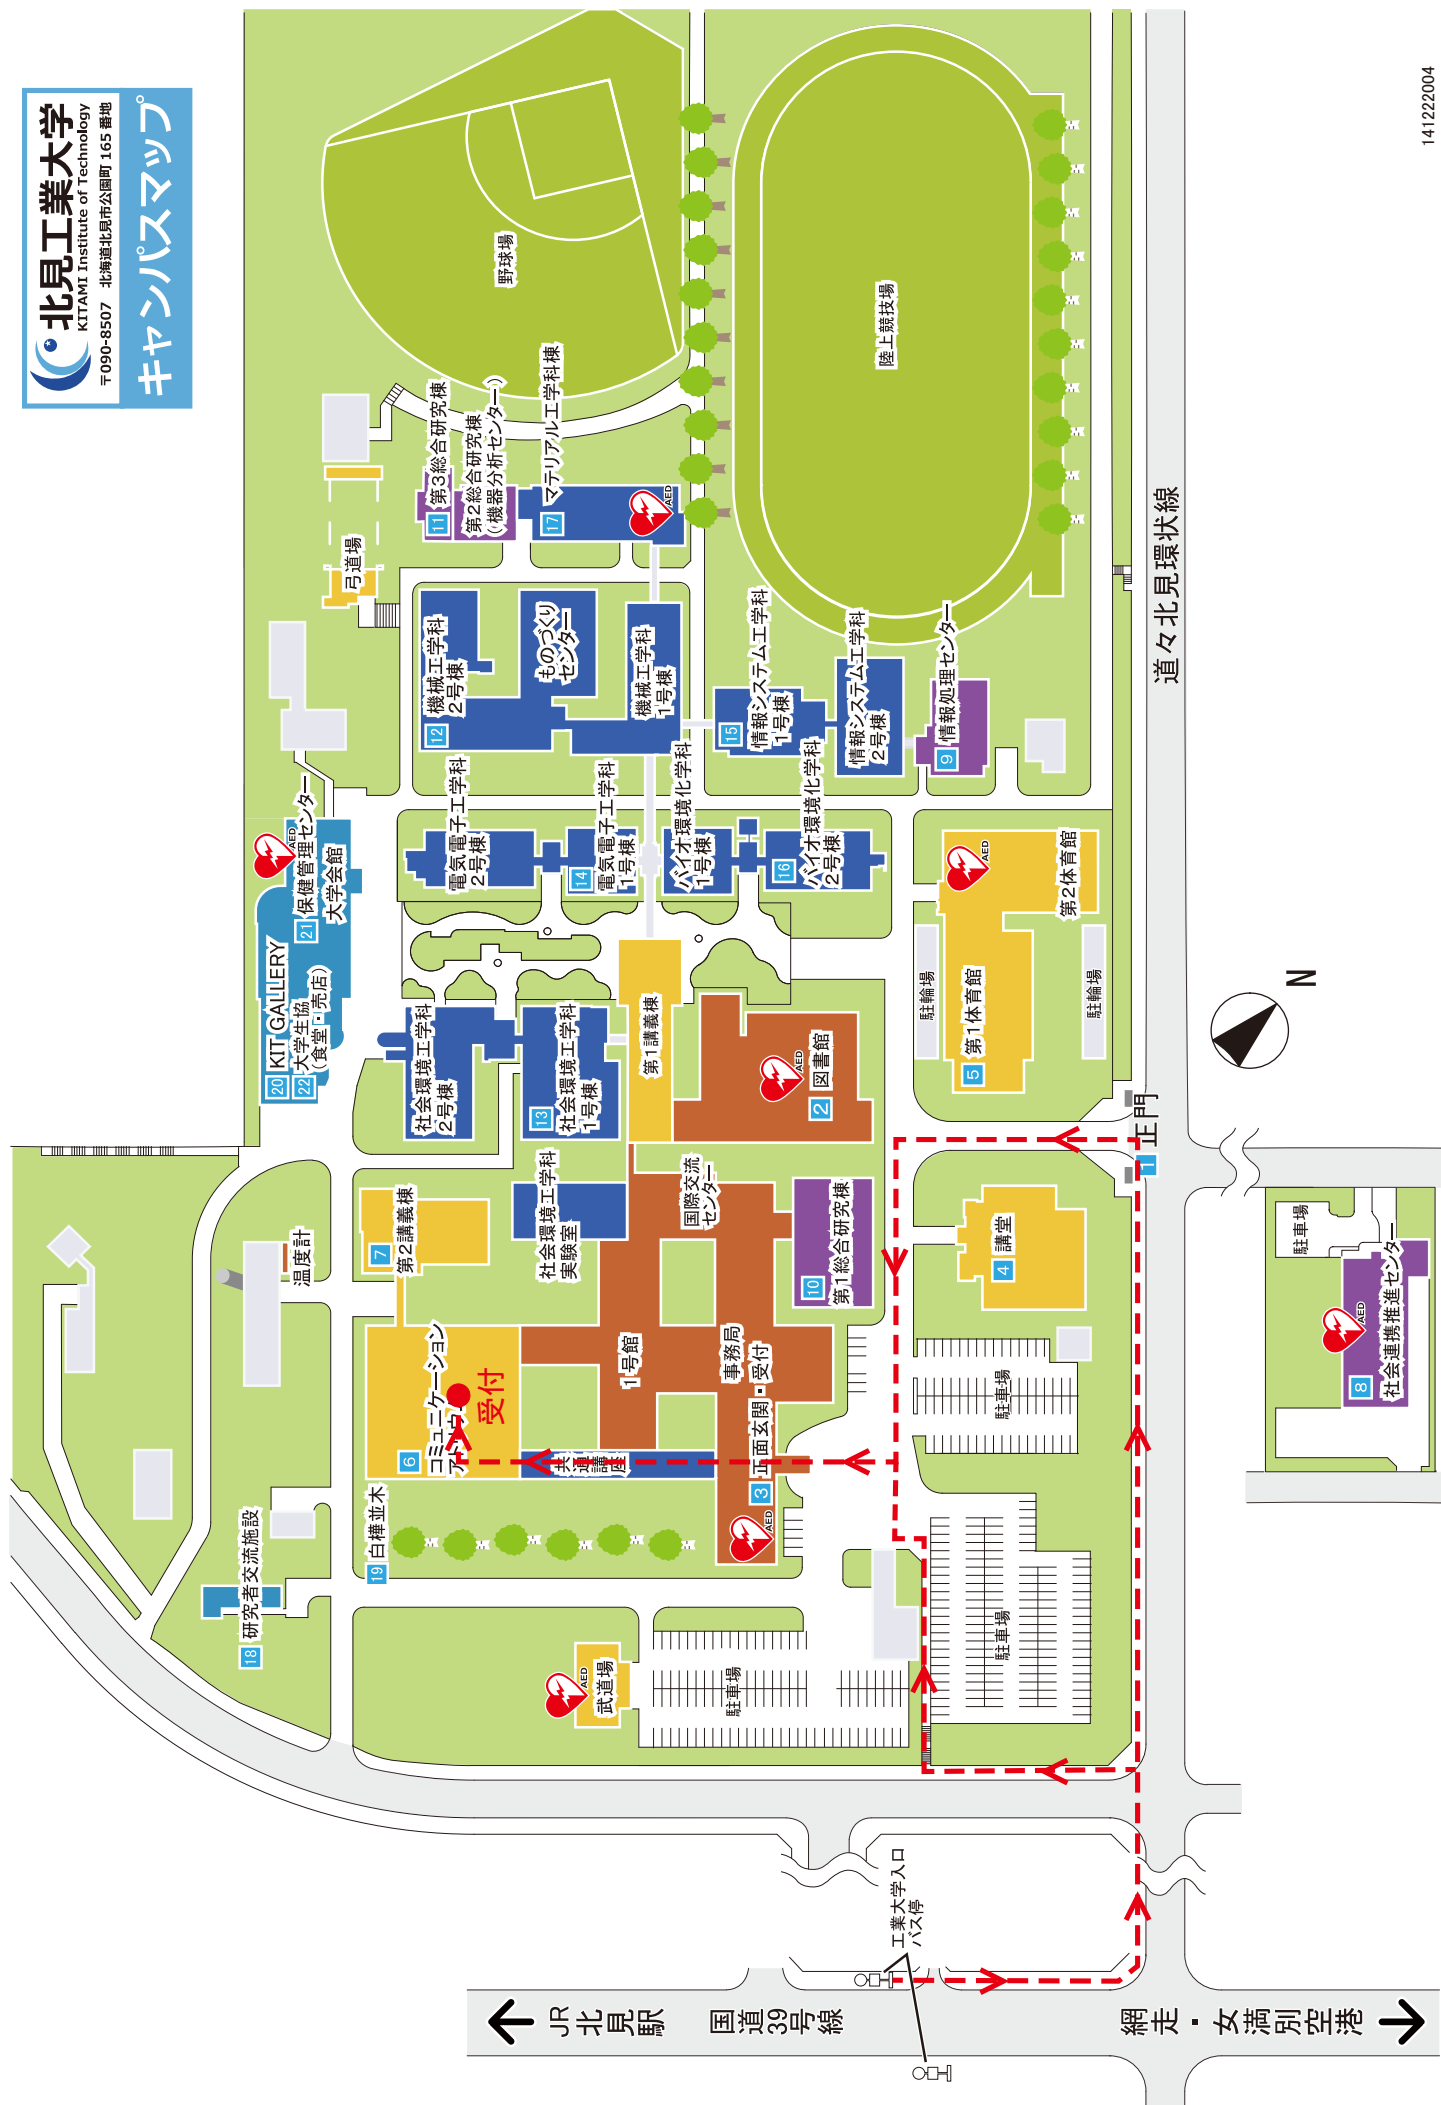 北見工業大学
KITAMI Institute of Technology
〒090-8507 北海道北見市公園町 165 番地
キャンパスマップ
141222004
野球場
陸上競技場
道々北見環状線
11 第3総合研究棟
第2総合研究棟
（機器分析センター）
17 マテリアル工学科棟
AED
弓道場
12 機械工学科
2号棟
ものづくり
センター
機械工学科
1号棟
15 情報システム工学科
1号棟
情報システム工学科
2号棟
9 情報処理センター
電気電子工学科
2号棟
14 電気電子工学科
1号棟
バイオ環境化学科
1号棟
16 バイオ環境化学科
2号棟
AED
21 保健管理センター
大学会館
20 KIT GALLERY
22 大学生協
（食堂・売店）
AED
第2体育館
5 第1体育館
駐輪場
駐輪場
N
社会環境工学科
2号棟
13 社会環境工学科
1号棟
第1講義棟
AED
2 図書館
1 正門
7 第2講義棟
社会環境工学科
実験室
国際交流
センター
10 第1総合研究棟
4 講堂
温度計
6 コミュニケーション
アトリウム
受付
1号館
事務局
3 正面玄関・受付
AED
共通講座
駐車場
駐車場
AED
8 社会連携推進センター
19 白樺並木
18 研究者交流施設
AED
武道場
駐車場
駐車場
工業大学入口
バス停
JR北見駅
国道39号線
網走・女満別空港